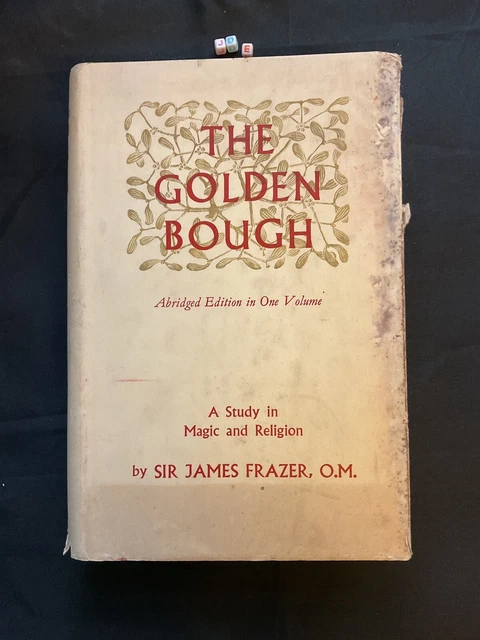 J D E
THE
GOLDEN
BOUGH
Abridged Edition in One Volume
A Study in
Magic and Religion
by SIR JAMES FRAZER, O.M.